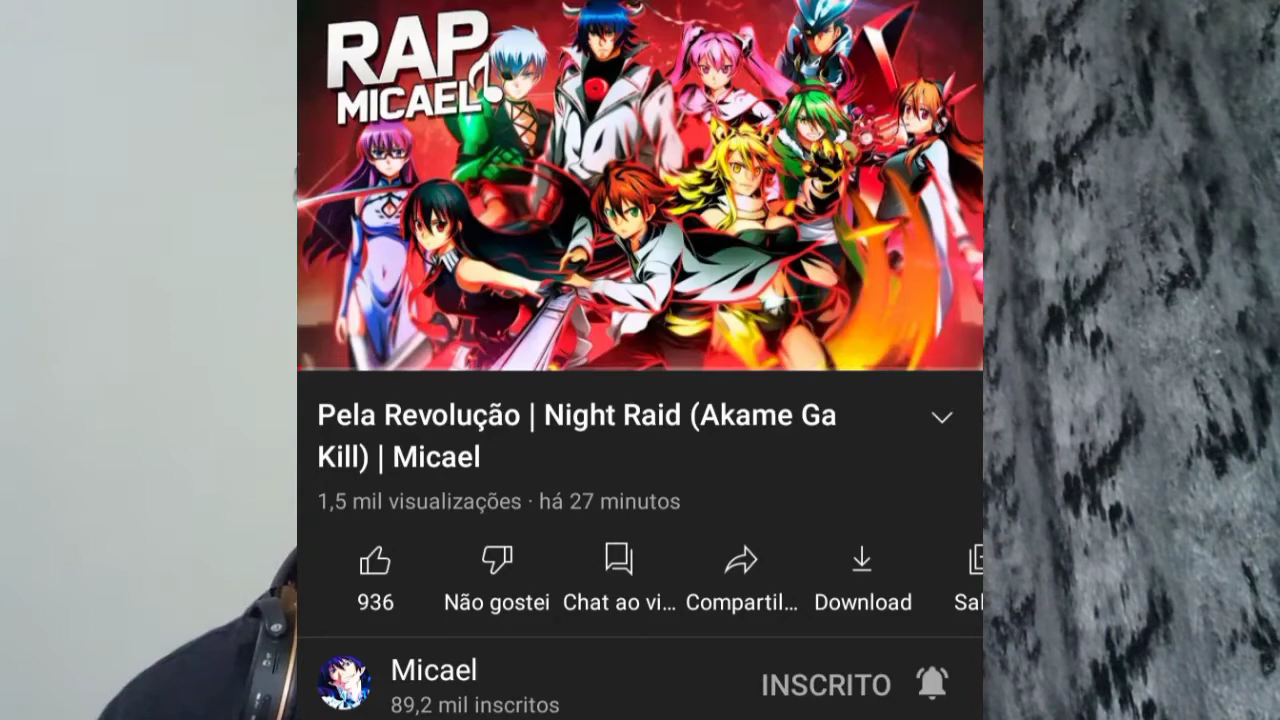 RAP
MICAEL
Pela Revolução | Night Raid (Akame Ga
Kill) | Micael
1,5 mil visualizações · há 27 minutos
936
Não gostei
Chat ao vi...
Compartil...
Download
Sal
Micael
89,2 mil inscritos
INSCRITO